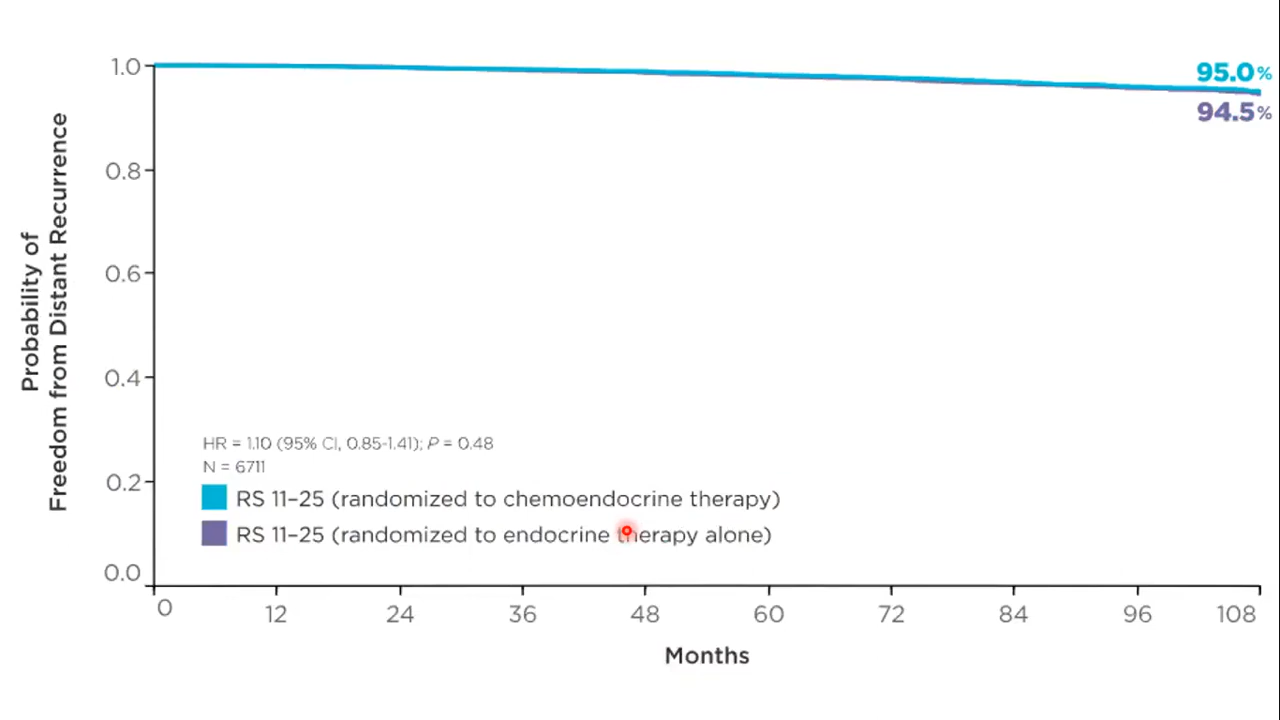 1.0
95.0%
94.5%
0.8
0.6
0.4
0.2
0.0
Probability of
Freedom from Distant Recurrence
HR = 1.10 (95% CI, 0.85-1.41); P = 0.48
N = 6711
RS 11–25 (randomized to chemoendocrine therapy)
RS 11–25 (randomized to endocrine therapy alone)
0 12 24 36 48 60 72 84 96 108
Months